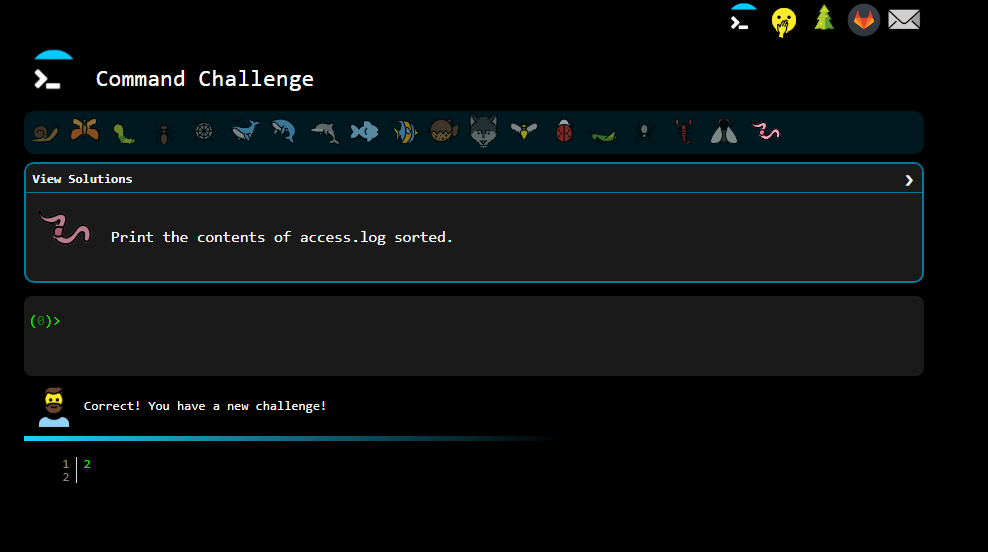 Command Challenge
View Solutions
Print the contents of access.log sorted.
(0)>
Correct! You have a new challenge!
1 2
2